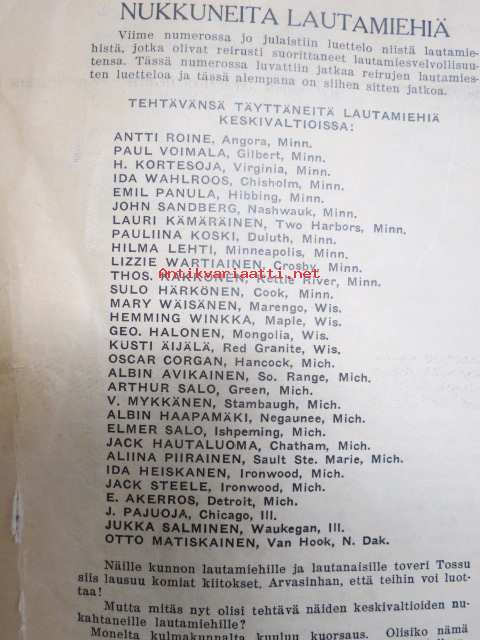 NUKKUNEITA LAUTAMIEHIÄ
Viime numerossa jo julaistiin luettelo niistä lautamie-
histä, jotka olivat reirusti suorittaneet lautamiesvelvollisuu-
tensa. Tässä numerossa luvattiin jatkaa reirujen lautamies-
ten luetteloa ja tässä alempana on siihen sitten jatkoa.
TEHTÄVÄNSÄ TÄYTTÄNEITÄ LAUTAMIEHIÄ
KESKIVALTIOISSA:
ANTTI ROINE, Angora, Minn.
PAUL VOIMALA, Gilbert, Minn.
H. KORTESOJA, Virginia, Minn.
IDA WAHLROOS, Chisholm, Minn.
EMIL PANULA, Hibbing, Minn.
JOHN SANDBERG, Nashwauk, Minn.
LAURI KÄMÄRÄINEN, Two Harbors, Minn.
PAULIINA KOSKI, Duluth, Minn.
HILMA LEHTI, Minneapolis, Minn.
LIZZIE WARTIAINEN, Crosby, Minn.
THOS. Kettle River, Minn.
Antikvariaatti.net
SULO HÄRKÖNEN, Cook, Minn.
MARY WÄISÄNEN, Marengo, Wis.
HEMMING WINKKA, Maple, Wis.
GEO. HALONEN, Mongolia, Wis.
KUSTI ÄIJÄLÄ, Red Granite, Wis.
OSCAR CORGAN, Hancock, Mich.
ALBIN AVIKAINEN, So. Range, Mich.
ARTHUR SALO, Green, Mich.
V. MYKKÄNEN, Stambaugh, Mich.
ALBIN HAAPAMÄKI, Negaunee, Mich.
ELMER SALO, Ishpeming, Mich.
JACK HAUTALUOMA, Chatham, Mich.
ALIINA PIIRAINEN, Sault Ste. Marie, Mich.
IDA HEISKANEN, Ironwood, Mich.
JACK STEELE, Ironwood, Mich.
E. AKERROS, Detroit, Mich.
J. PAJUOJA, Chicago, Ill.
JUKKA SALMINEN, Waukegan, Ill.
OTTO MATISKAINEN, Van Hook, N. Dak.
Näille kunnon lautamiehille ja lautanaisille toveri Tossu
siis lausuu komiat kiitokset. Arvasinhan, että teihin voi luot-
taa!
Mutta mitäs nyt olisi tehtävä näiden keskivaltioiden nu-
kahtaneille lautamiehille?
Monelta kulmakunnalta kuuluu kuorsaus. Olisiko nämä